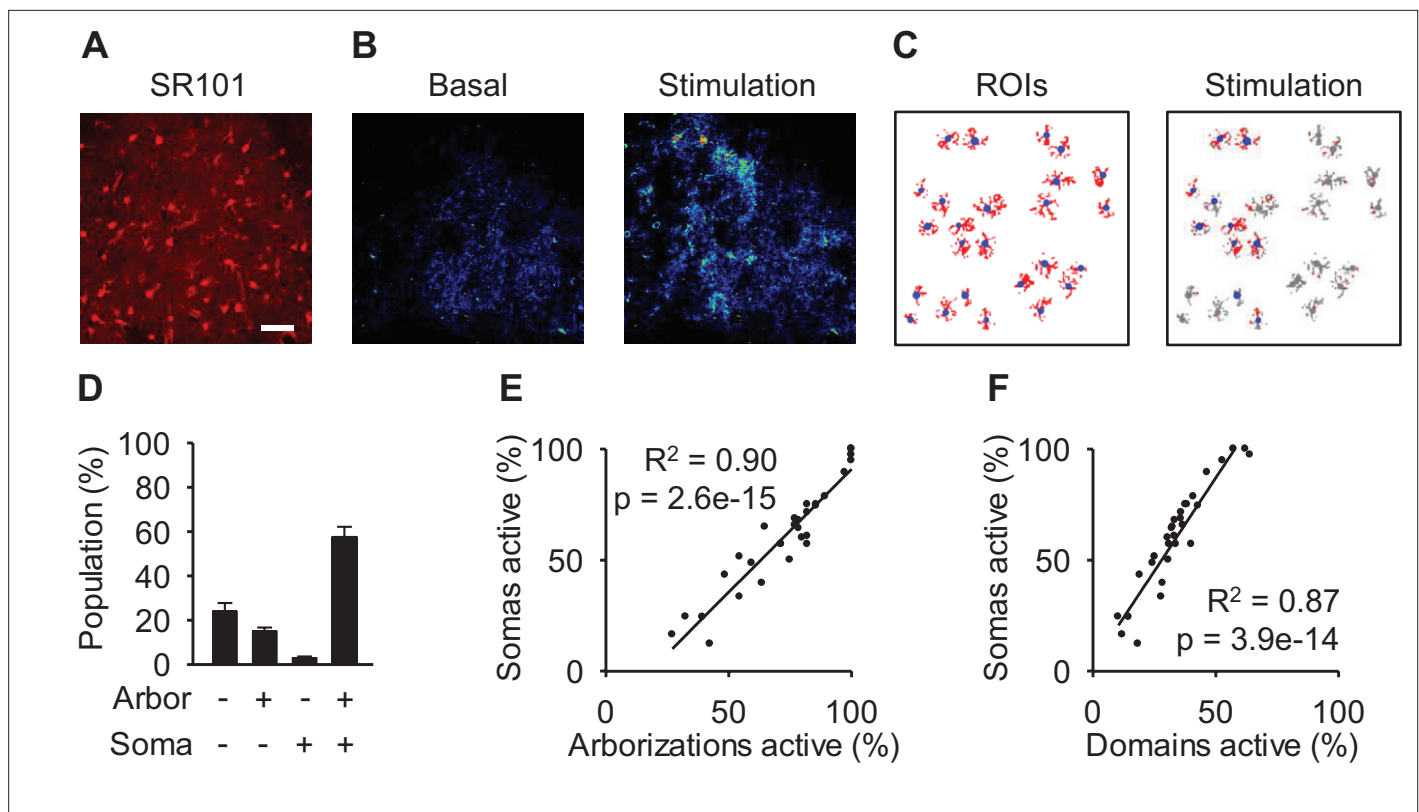 A
SR101
B
Basal
Stimulation
C
ROIs
Stimulation
D
Population (%)
100
80
60
40
20
0
Arbor - + - +
Soma - - + +
E
Somas active (%)
100
50
0
R² = 0.90
p = 2.6e-15
0 50 100
Arborizations active (%)
F
Somas active (%)
100
50
0
R² = 0.87
p = 3.9e-14
0 50 100
Domains active (%)